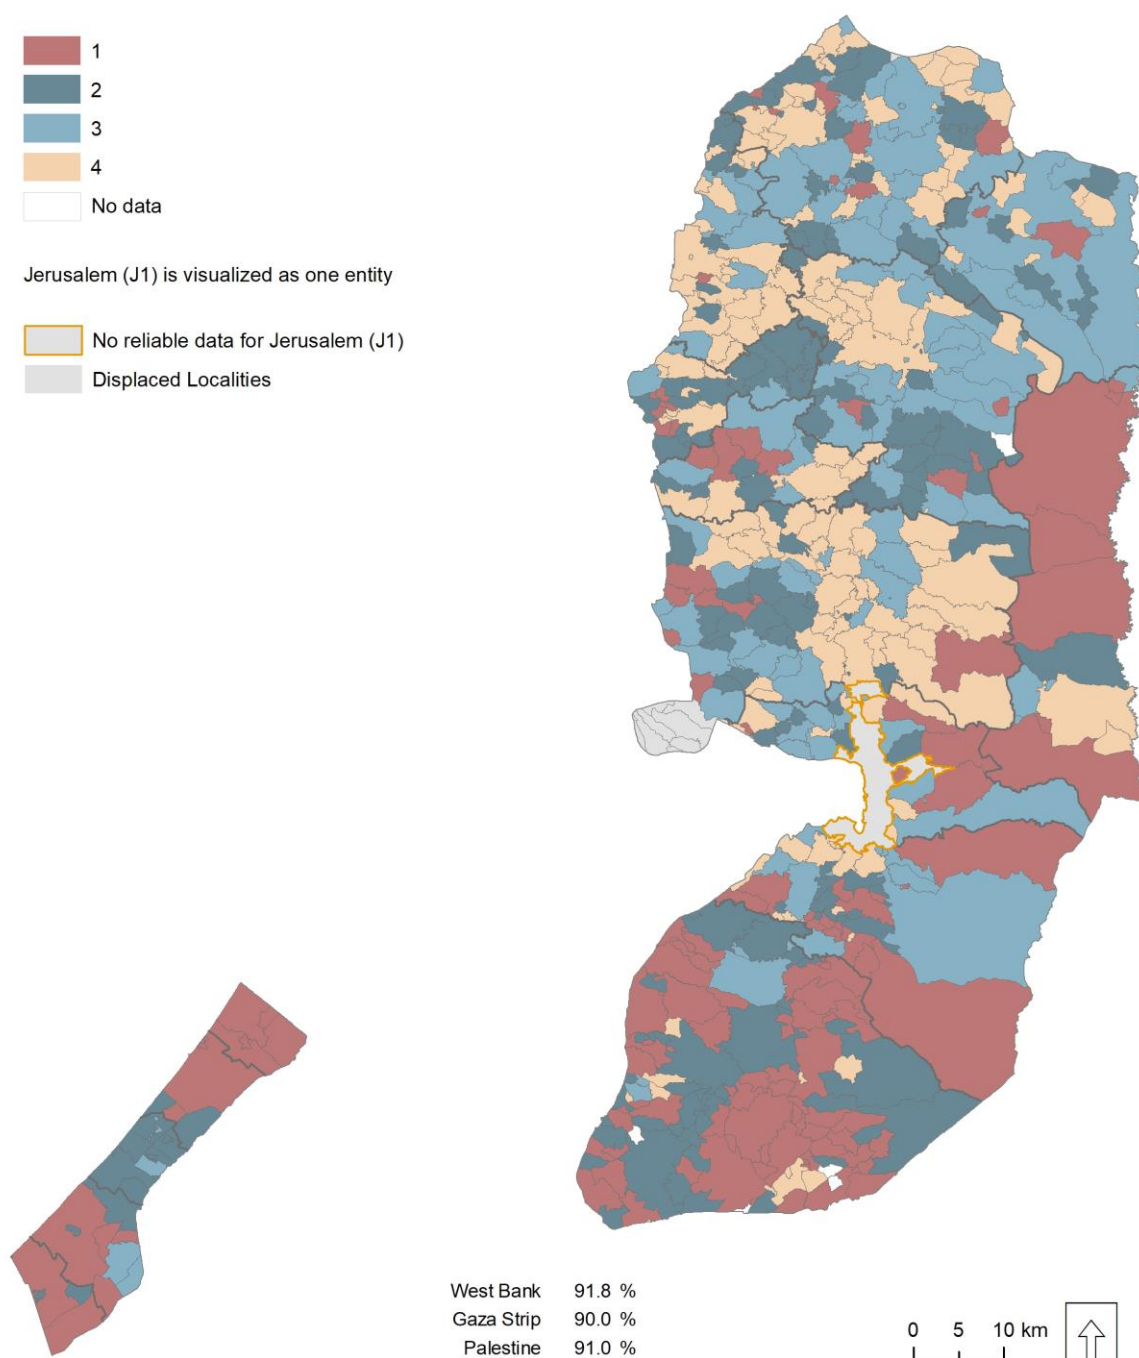 1
2
3
4
No data
Jerusalem (J1) is visualized as one entity
No reliable data for Jerusalem (J1)
Displaced Localities
West Bank 91.8 %
Gaza Strip 90.0 %
Palestine 91.0 %
0 5 10 km